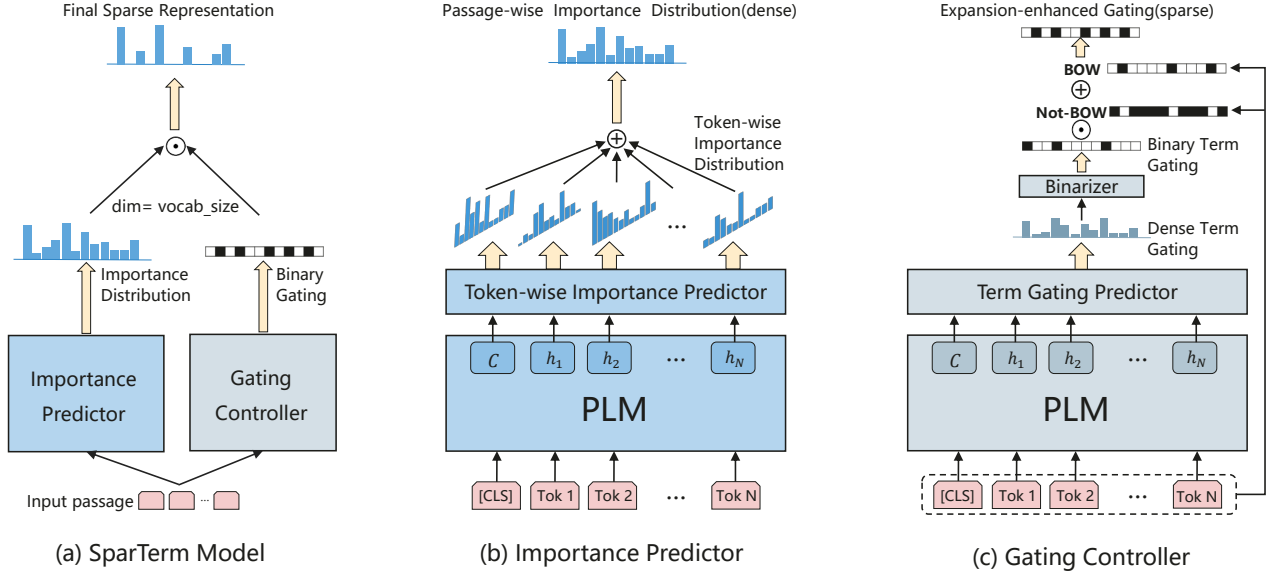 Final Sparse Representation
dim= vocab_size
Importance
Distribution
Binary
Gating
Importance
Predictor
Gating
Controller
Input passage
...
(a) SparTerm Model
Passage-wise Importance Distribution(dense)
Token-wise
Importance
Distribution
...
Token-wise Importance Predictor
C h1 h2 ... hN
PLM
[CLS] Tok 1 Tok 2 ... Tok N
(b) Importance Predictor
Expansion-enhanced Gating(sparse)
BOW
Not-BOW
Binary Term
Gating
Binarizer
Dense Term
Gating
Term Gating Predictor
C h1 h2 ... hN
PLM
[CLS] Tok 1 Tok 2 ... Tok N
(c) Gating Controller